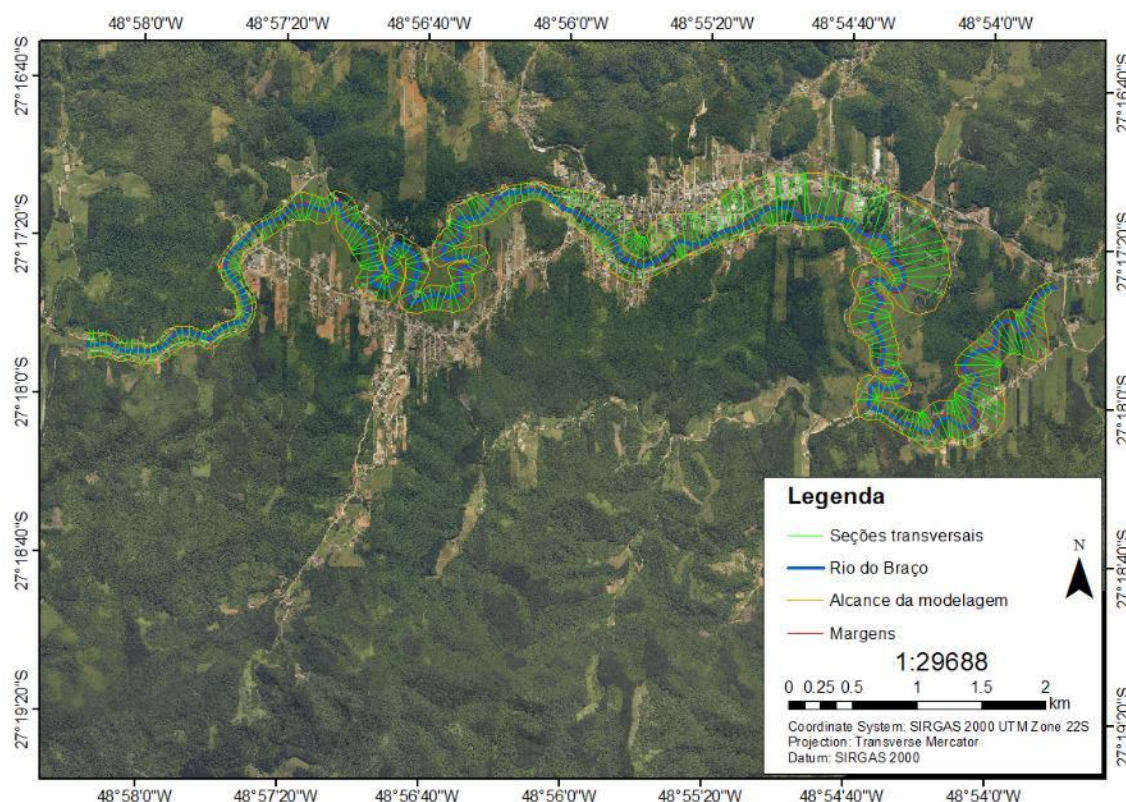 48°58'0"W 48°57'20"W 48°56'40"W 48°56'0"W 48°55'20"W 48°54'40"W 48°54'0"W
27°16'40"S 27°16'40"S
27°17'20"S 27°17'20"S
27°18'0"S 27°18'0"S
27°18'40"S 27°18'40"S
27°19'20"S 27°19'20"S
Legenda
Seções transversais
Rio do Braço
Alcance da modelagem
Margens
N
1:29688
0 0.25 0.5 1 1.5 2
km
Coordinate System: SIRGAS 2000 UTM Zone 22S
Projection: Transverse Mercator
Datum: SIRGAS 2000
48°58'0"W 48°57'20"W 48°56'40"W 48°56'0"W 48°55'20"W 48°54'40"W 48°54'0"W